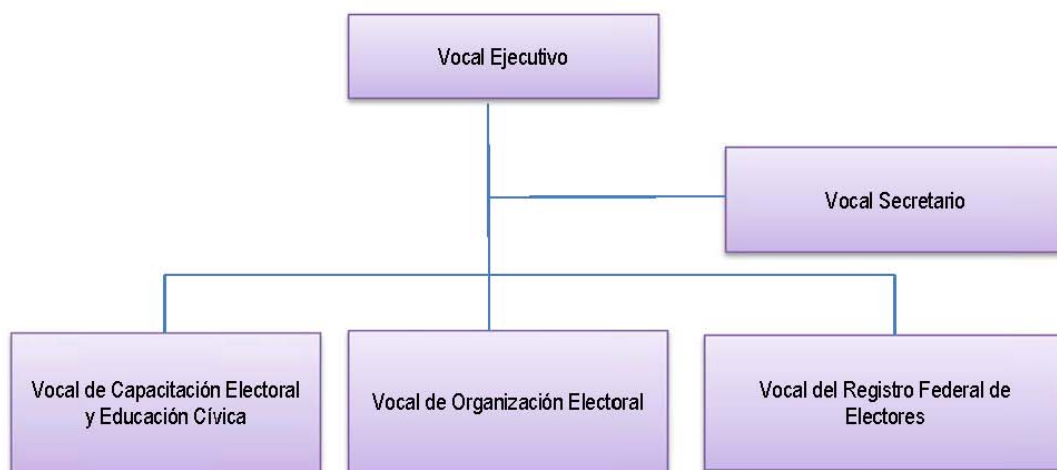 Vocal Ejecutivo
Vocal Secretario
Vocal de Capacitación Electoral
y Educación Cívica
Vocal de Organización Electoral
Vocal del Registro Federal de
Electores